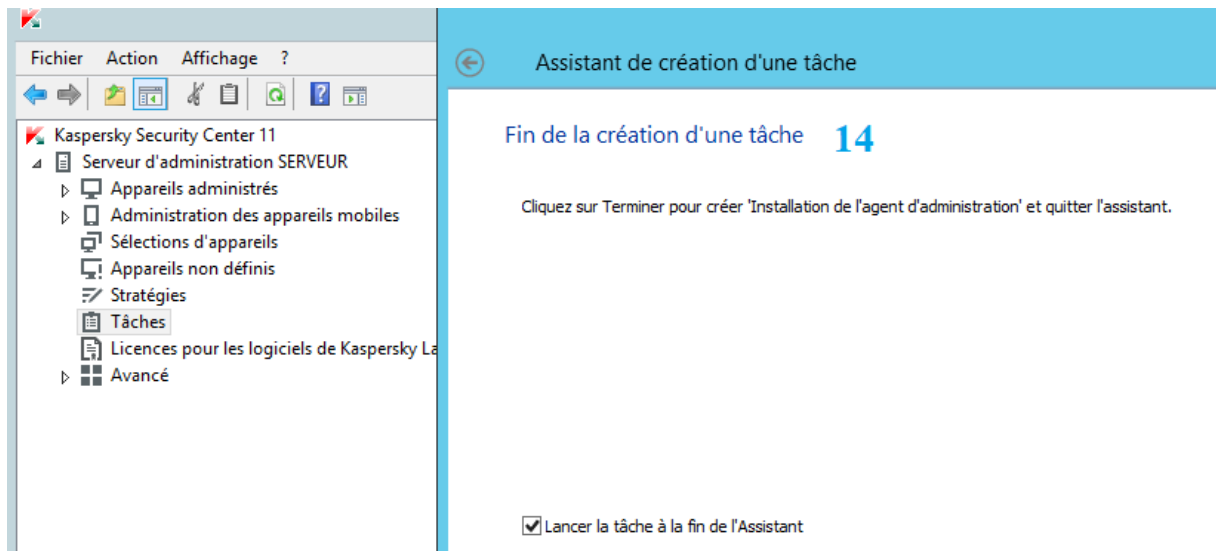 Fichier Action Affichage ?
Kaspersky Security Center 11
Serveur d'administration SERVEUR
Appareils administrés
Administration des appareils mobiles
Sélections d'appareils
Appareils non définis
Stratégies
Tâches
Licences pour les logiciels de Kaspersky La
Avancé
Assistant de création d'une tâche
Fin de la création d'une tâche 14
Cliquez sur Terminer pour créer 'Installation de l'agent d'administration' et quitter l'assistant.
Lancer la tâche à la fin de l'Assistant